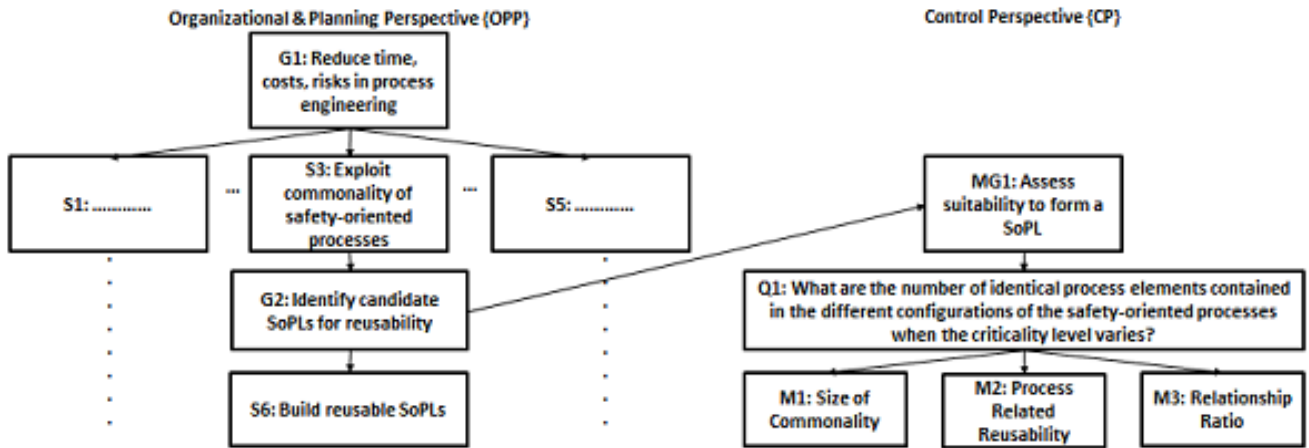 Organizational & Planning Perspective {OPP}
Control Perspective {CP}
G1: Reduce time,
costs, risks in process
engineering
S1: .............
...
S3: Exploit
commonality of
safety-oriented
processes
...
S5: .............
MG1: Assess
suitability to form a
SoPL
G2: Identify candidate
SoPLs for reusability
Q1: What are the number of identical process elements contained
in the different configurations of the safety-oriented processes
when the criticality level varies?
S6: Build reusable SoPLs
M1: Size of
Commonality
M2: Process
Related
Reusability
M3: Relationship
Ratio